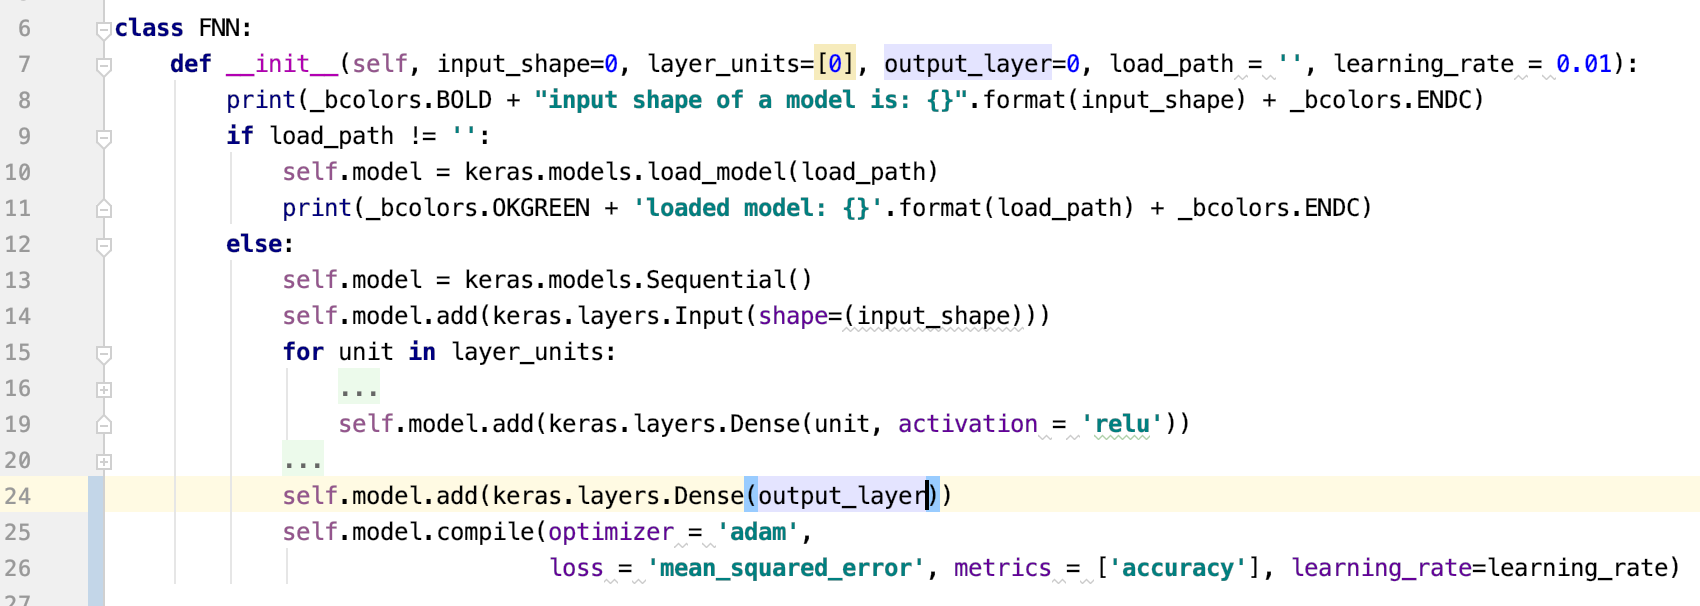 6 class FNN:
7 def __init__(self, input_shape=0, layer_units=[0], output_layer=0, load_path = '', learning_rate = 0.01):
8 print(_bcolors.BOLD + "input shape of a model is: {}".format(input_shape) + _bcolors.ENDC)
9 if load_path != '':
10 self.model = keras.models.load_model(load_path)
11 print(_bcolors.OKGREEN + 'loaded model: {}'.format(load_path) + _bcolors.ENDC)
12 else:
13 self.model = keras.models.Sequential()
14 self.model.add(keras.layers.Input(shape=(input_shape)))
15 for unit in layer_units:
16 ...
19 self.model.add(keras.layers.Dense(unit, activation = 'relu'))
20 ...
24 self.model.add(keras.layers.Dense(output_layer))
25 self.model.compile(optimizer = 'adam',
26 loss = 'mean_squared_error', metrics = ['accuracy'], learning_rate=learning_rate)
27